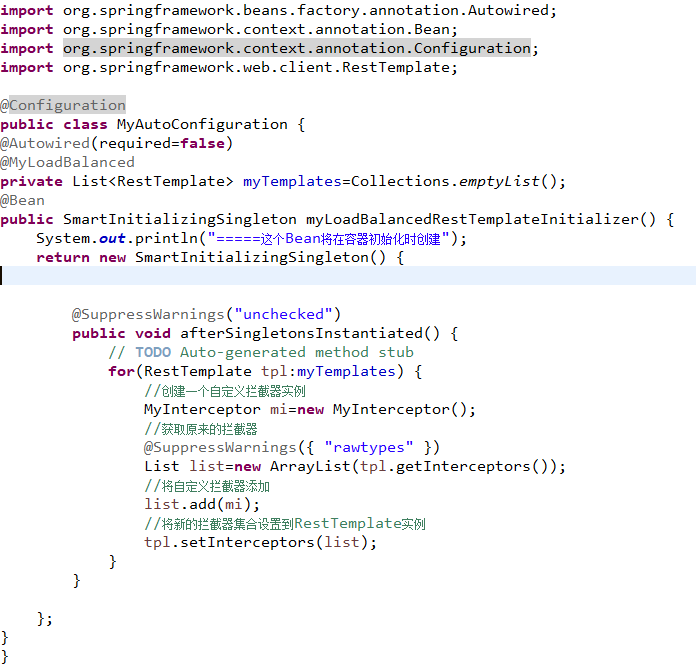 import org.springframework.beans.factory.annotation.Autowired;
import org.springframework.context.annotation.Bean;
import org.springframework.context.annotation.Configuration;
import org.springframework.web.client.RestTemplate;
@Configuration
public class MyAutoConfiguration {
@Autowired(required=false)
@MyLoadBalanced
private List<RestTemplate> myTemplates=Collections.emptyList();
@Bean
public SmartInitializingSingleton myLoadBalancedRestTemplateInitializer() {
System.out.println("=====这个Bean将在容器初始化时创建");
return new SmartInitializingSingleton() {
@SuppressWarnings("unchecked")
public void afterSingletonsInstantiated() {
// TODO Auto-generated method stub
for(RestTemplate tpl:myTemplates) {
//创建一个自定义拦截器实例
MyInterceptor mi=new MyInterceptor();
//获取原来的拦截器
@SuppressWarnings({ "rawtypes" })
List list=new ArrayList(tpl.getInterceptors());
//将自定义拦截器添加
list.add(mi);
//将新的拦截器集合设置到RestTemplate实例
tpl.setInterceptors(list);
}
}
};
}
}